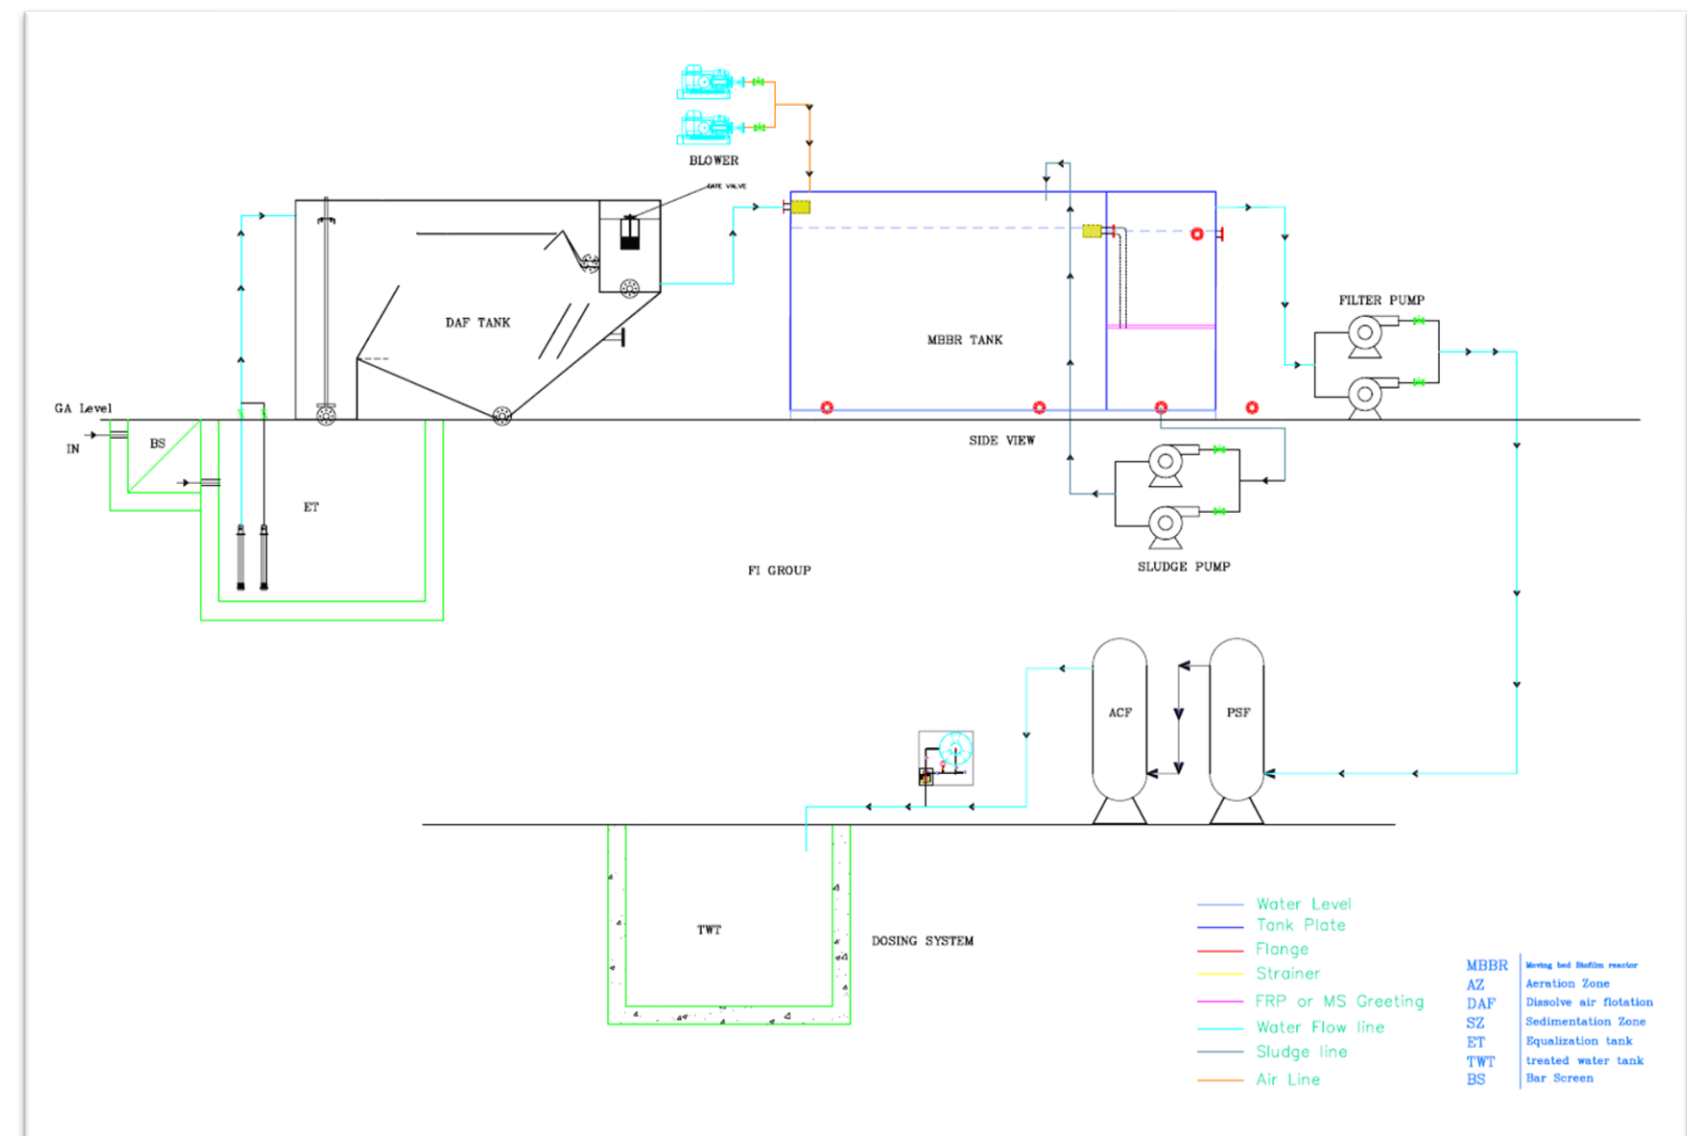 BLOWER
GATE VALVE
DAF TANK
MBBR TANK
FILTER PUMP
GA Level
IN
BS
ET
SIDE VIEW
SLUDGE PUMP
FI GROUP
ACF
PSF
TWT
DOSING SYSTEM
Water Level
Tank Plate
Flange
Strainer
FRP or MS Greeting
Water Flow line
Sludge line
Air Line
MBBR Moving bed Biofilm reactor
AZ Aeration Zone
DAF Dissolve air flotation
SZ Sedimentation Zone
ET Equalization tank
TWT treated water tank
BS Bar Screen